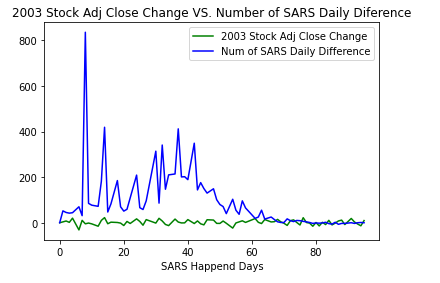 2003 Stock Adj Close Change VS. Number of SARS Daily Diference
2003 Stock Adj Close Change
Num of SARS Daily Difference
800
600
400
200
0
0 20 40 60 80
SARS Happend Days